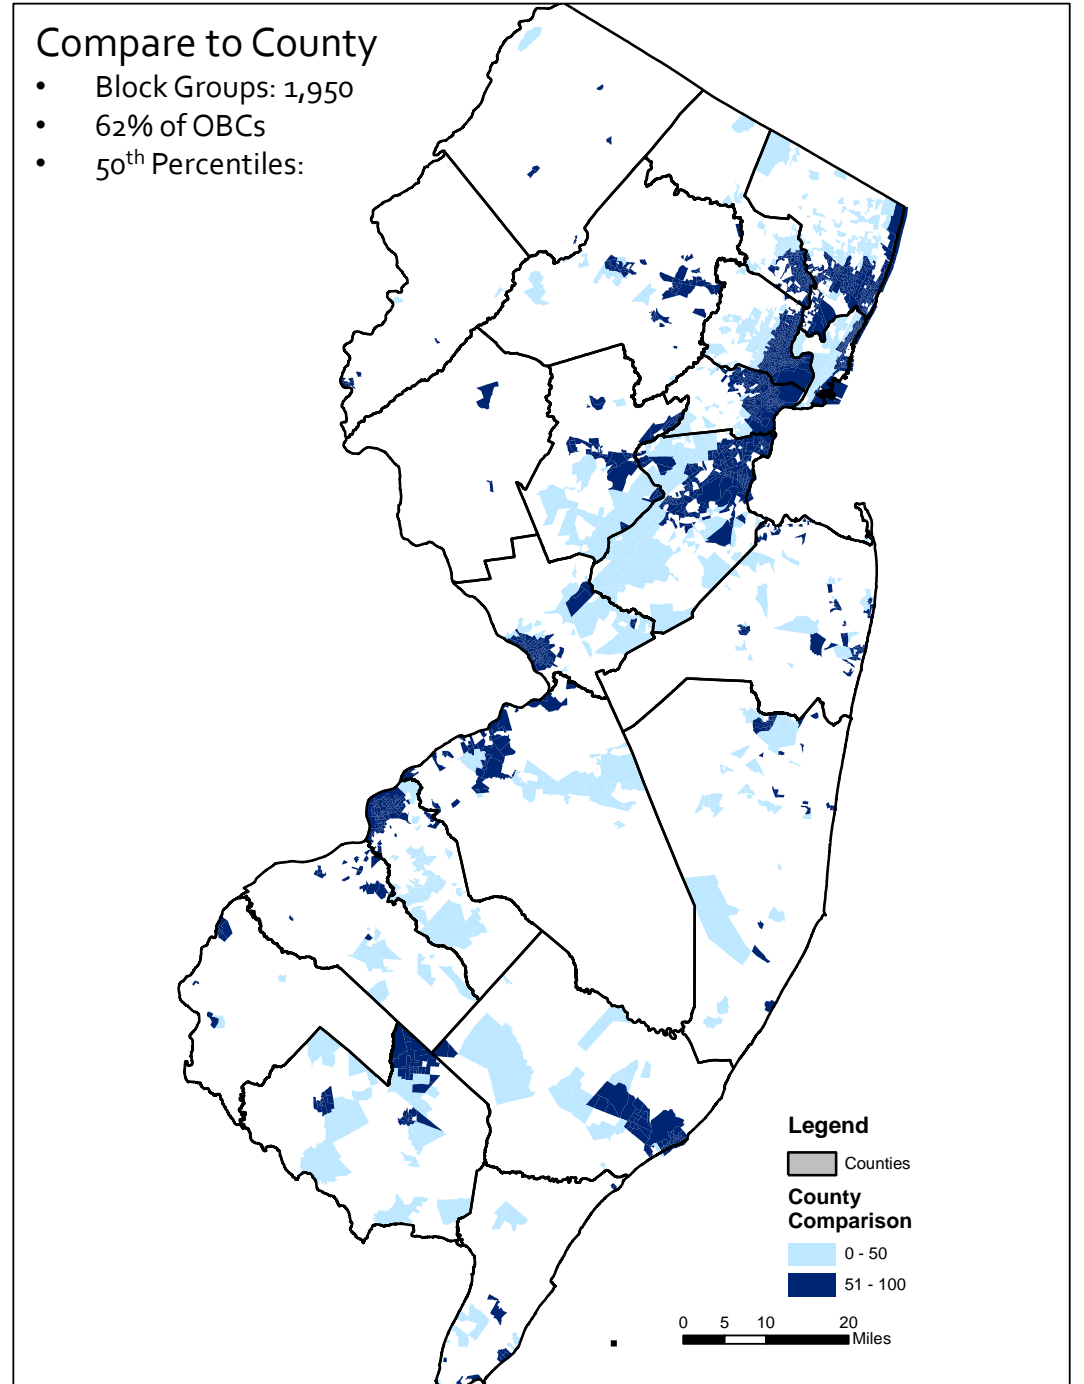 Compare to County
• Block Groups: 1,950
• 62% of OBCs
• 50th Percentiles:
Legend
Counties
County
Comparison
0 - 50
51 - 100
0 5 10 20
Miles